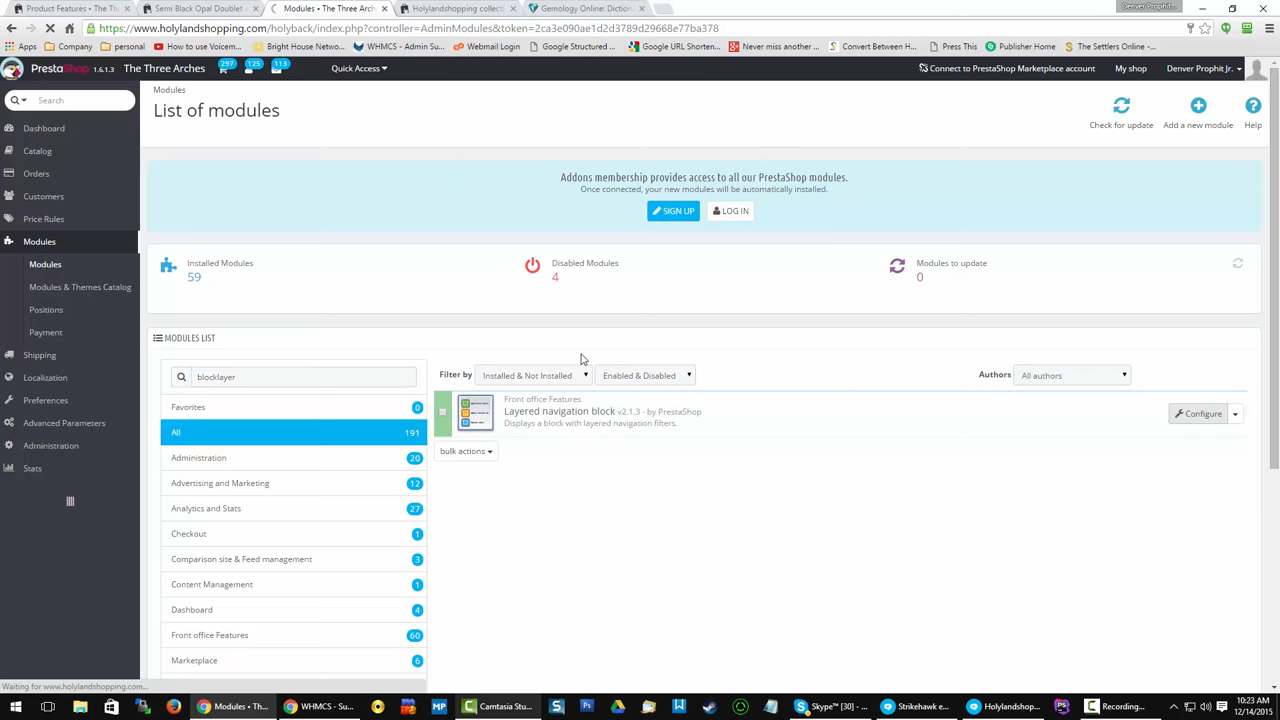 Product Features • The Th
Semi Black Opal Doublet
Modules • The Three Arch
Holylandshopping collecti
Gemology Online: Diction
Denver Prophit Jr.
https://www.holylandshopping.com/holyback/index.php?controller=AdminModules&token=2ca3e090ae1d2d3789d29668e77ba378
Apps
Company
personal
How to use Voicem...
Bright House Netwo...
WHMCS - Admin Su...
Webmail Login
Google Structured ...
Google URL Shorten...
Never miss another ...
Convert Between H...
Press This
Publisher Home
The Settlers Online -...
PRESTASHOP 1.6.1.3 The Three Arches 297 125 113 Quick Access
Connect to PrestaShop Marketplace account My shop Denver Prophit Jr.
Search
Dashboard
Catalog
Orders
Customers
Price Rules
Modules
Modules
Modules & Themes Catalog
Positions
Payment
Shipping
Localization
Preferences
Advanced Parameters
Administration
Stats
Modules
List of modules
Check for update Add a new module Help
Addons membership provides access to all our PrestaShop modules.
Once connected, your new modules will be automatically installed.
SIGN UP LOG IN
Installed Modules
59
Disabled Modules
4
Modules to update
0
MODULES LIST
blocklayer
Favorites 0
All 191
Administration 20
Advertising and Marketing 12
Analytics and Stats 27
Checkout 1
Comparison site & Feed management 3
Content Management 1
Dashboard 4
Front office Features 60
Marketplace 6
Filter by Installed & Not Installed Enabled & Disabled Authors All authors
Front office Features
Layered navigation block v2.1.3 - by PrestaShop
Displays a block with layered navigation filters.
Configure
bulk actions
Waiting for www.holylandshopping.com...
Modules • Th...
WHMCS - Su...
MP
Camtasia Stu...
Skype™ [30] - ...
Strikehawk e...
Holylandshop...
Recording...
10:23 AM
12/14/2015